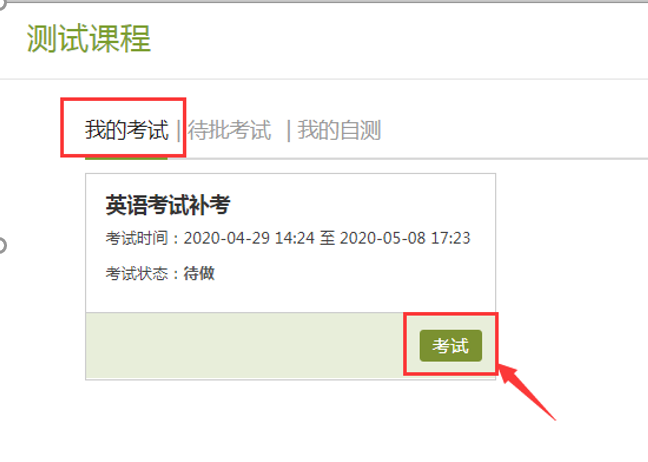 测试课程
我的考试 | 待批考试 | 我的自测
英语考试补考
考试时间：2020-04-29 14:24 至 2020-05-08 17:23
考试状态：待做
考试